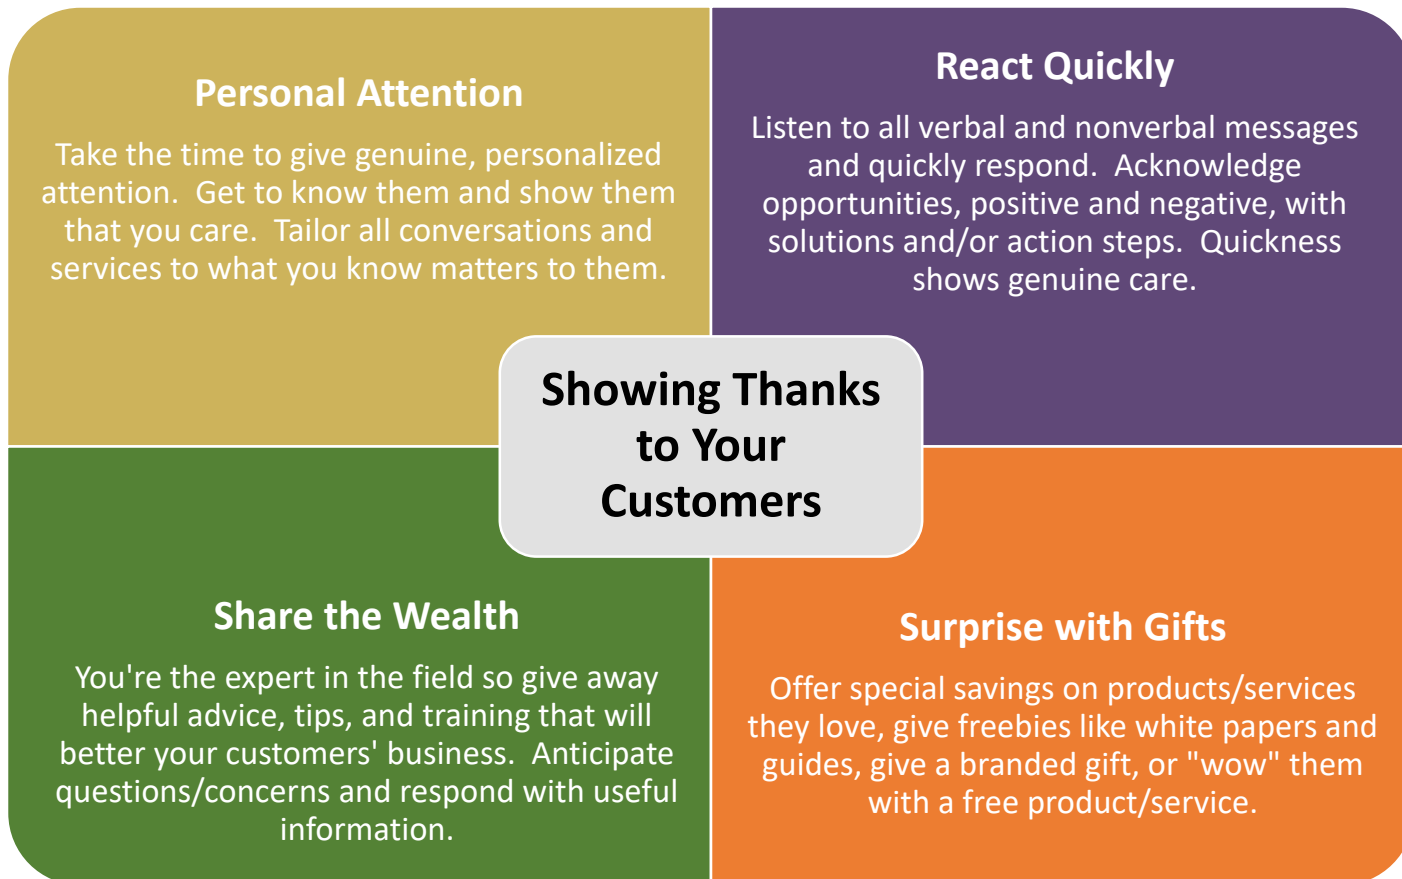 Personal Attention
Take the time to give genuine, personalized
attention.  Get to know them and show them
that you care.  Tailor all conversations and
services to what you know matters to them.
React Quickly
Listen to all verbal and nonverbal messages
and quickly respond.  Acknowledge
opportunities, positive and negative, with
solutions and/or action steps.  Quickness
shows genuine care.
Showing Thanks
to Your
Customers
Share the Wealth
You're the expert in the field so give away
helpful advice, tips, and training that will
better your customers' business.  Anticipate
questions/concerns and respond with useful
information.
Surprise with Gifts
Offer special savings on products/services
they love, give freebies like white papers and
guides, give a branded gift, or "wow" them
with a free product/service.